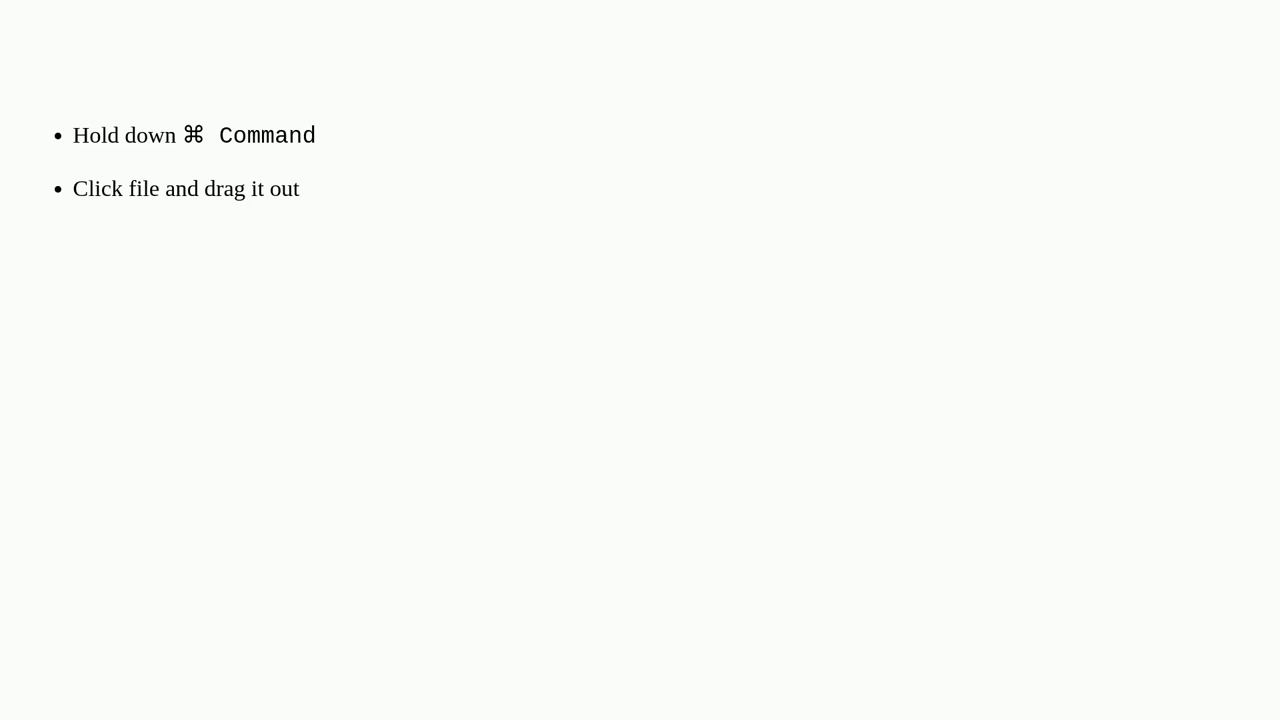 • Hold down ⌘ Command
• Click file and drag it out